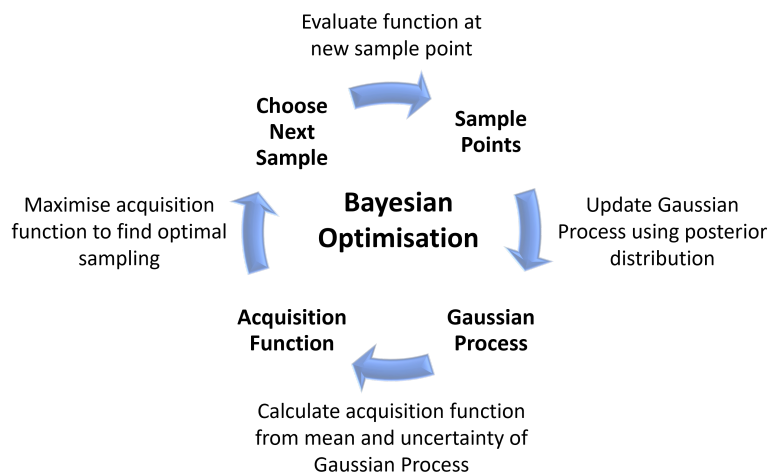 Evaluate function at
new sample point
Choose
Next
Sample
Sample
Points
Maximise acquisition
function to find optimal
sampling
Bayesian
Optimisation
Update Gaussian
Process using posterior
distribution
Acquisition
Function
Gaussian
Process
Calculate acquisition function
from mean and uncertainty of
Gaussian Process